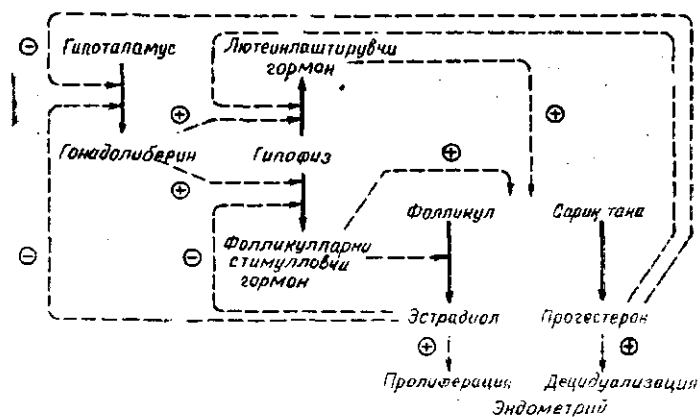 Гипоталамус
Лютеинлаштирувчи
гормон
Гонадолиберин
Гипофиз
Фолликул
Сариқ тана
Фолликулларни
стимулловчи
гормон
Эстрадиол
Прогестерон
Пролиферация
Децидуализация
Эндометрий